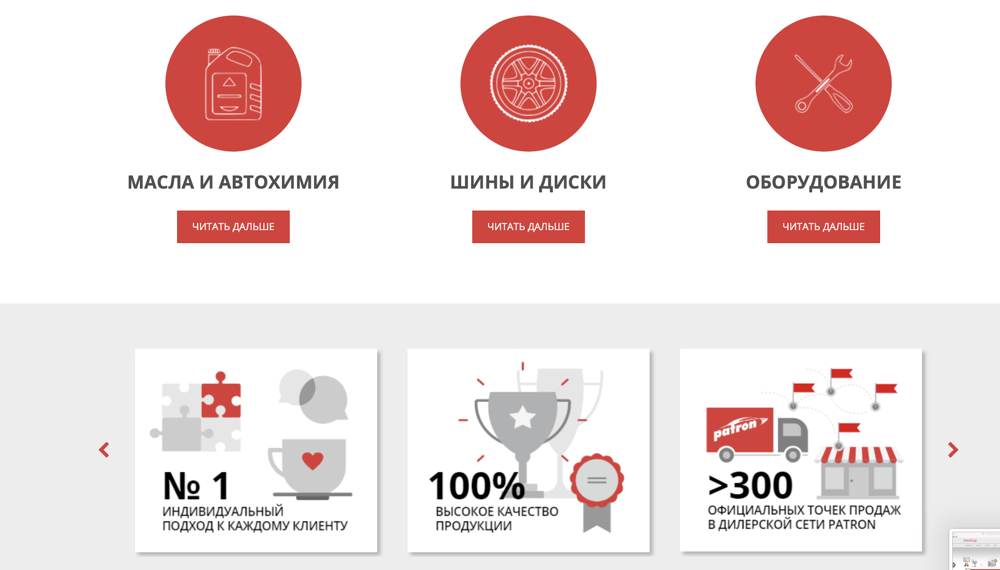 МАСЛА И АВТОХИМИЯ
ШИНЫ И ДИСКИ
ОБОРУДОВАНИЕ
ЧИТАТЬ ДАЛЬШЕ
ЧИТАТЬ ДАЛЬШЕ
ЧИТАТЬ ДАЛЬШЕ
№ 1
ИНДИВИДУАЛЬНЫЙ
ПОДХОД К КАЖДОМУ КЛИЕНТУ
100%
ВЫСОКОЕ КАЧЕСТВО
ПРОДУКЦИИ
patron
>300
ОФИЦИАЛЬНЫХ ТОЧЕК ПРОДАЖ
В ДИЛЕРСКОЙ СЕТИ PATRON